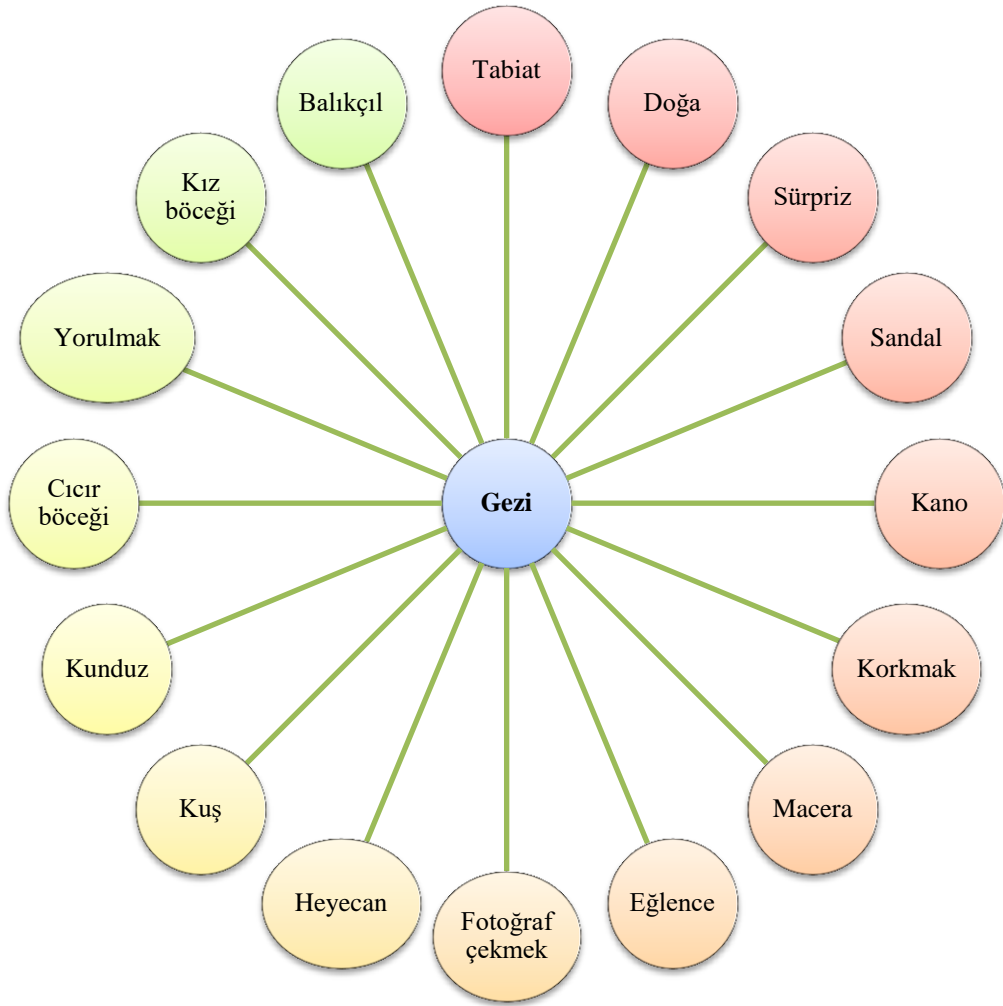 Tabiat
Doğa
Sürpriz
Sandal
Kano
Korkmak
Macera
Eğlence
Fotoğraf
çekmek
Heyecan
Kuş
Kunduz
Cıcır
böceği
Yorulmak
Kız
böceği
Balıkçıl
Gezi